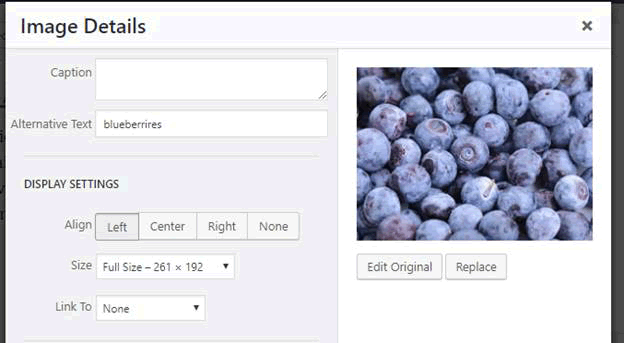 Image Details ×
Caption
Alternative Text blueberrires
DISPLAY SETTINGS
Align Left Center Right None
Size Full Size – 261 × 192
Link To None
Edit Original Replace